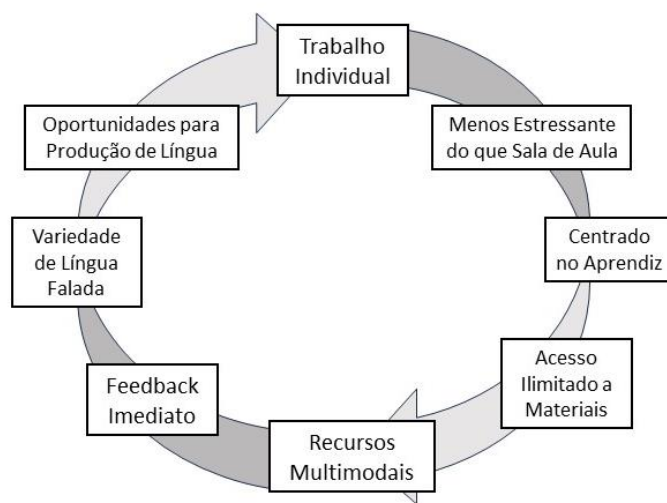 Trabalho
Individual
Menos Estressante
do que Sala de Aula
Centrado
no Aprendiz
Acesso
Ilimitado a
Materiais
Recursos
Multimodais
Feedback
Imediato
Variedade
de Língua
Falada
Oportunidades para
Produção de Língua